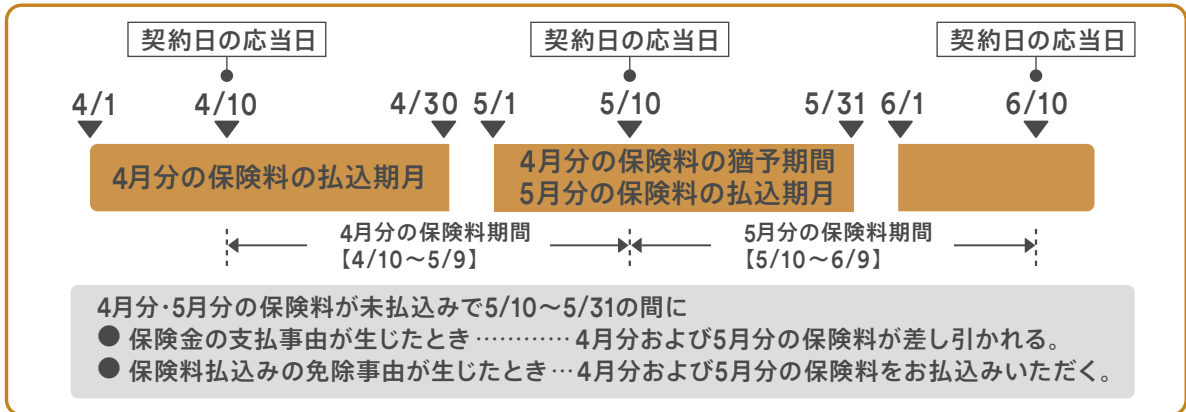 契約日の応当日 契約日の応当日 契約日の応当日
4/1 4/10 4/30 5/1 5/10 5/31 6/1 6/10
4月分の保険料の払込期月
4月分の保険料の猶予期間
5月分の保険料の払込期月
4月分の保険料期間
【4/10〜5/9】
5月分の保険料期間
【5/10〜6/9】
4月分・5月分の保険料が未払込みで5/10〜5/31の間に
● 保険金の支払事由が生じたとき………… 4月分および5月分の保険料が差し引かれる。
● 保険料払込みの免除事由が生じたとき…4月分および5月分の保険料をお払込みいただく。